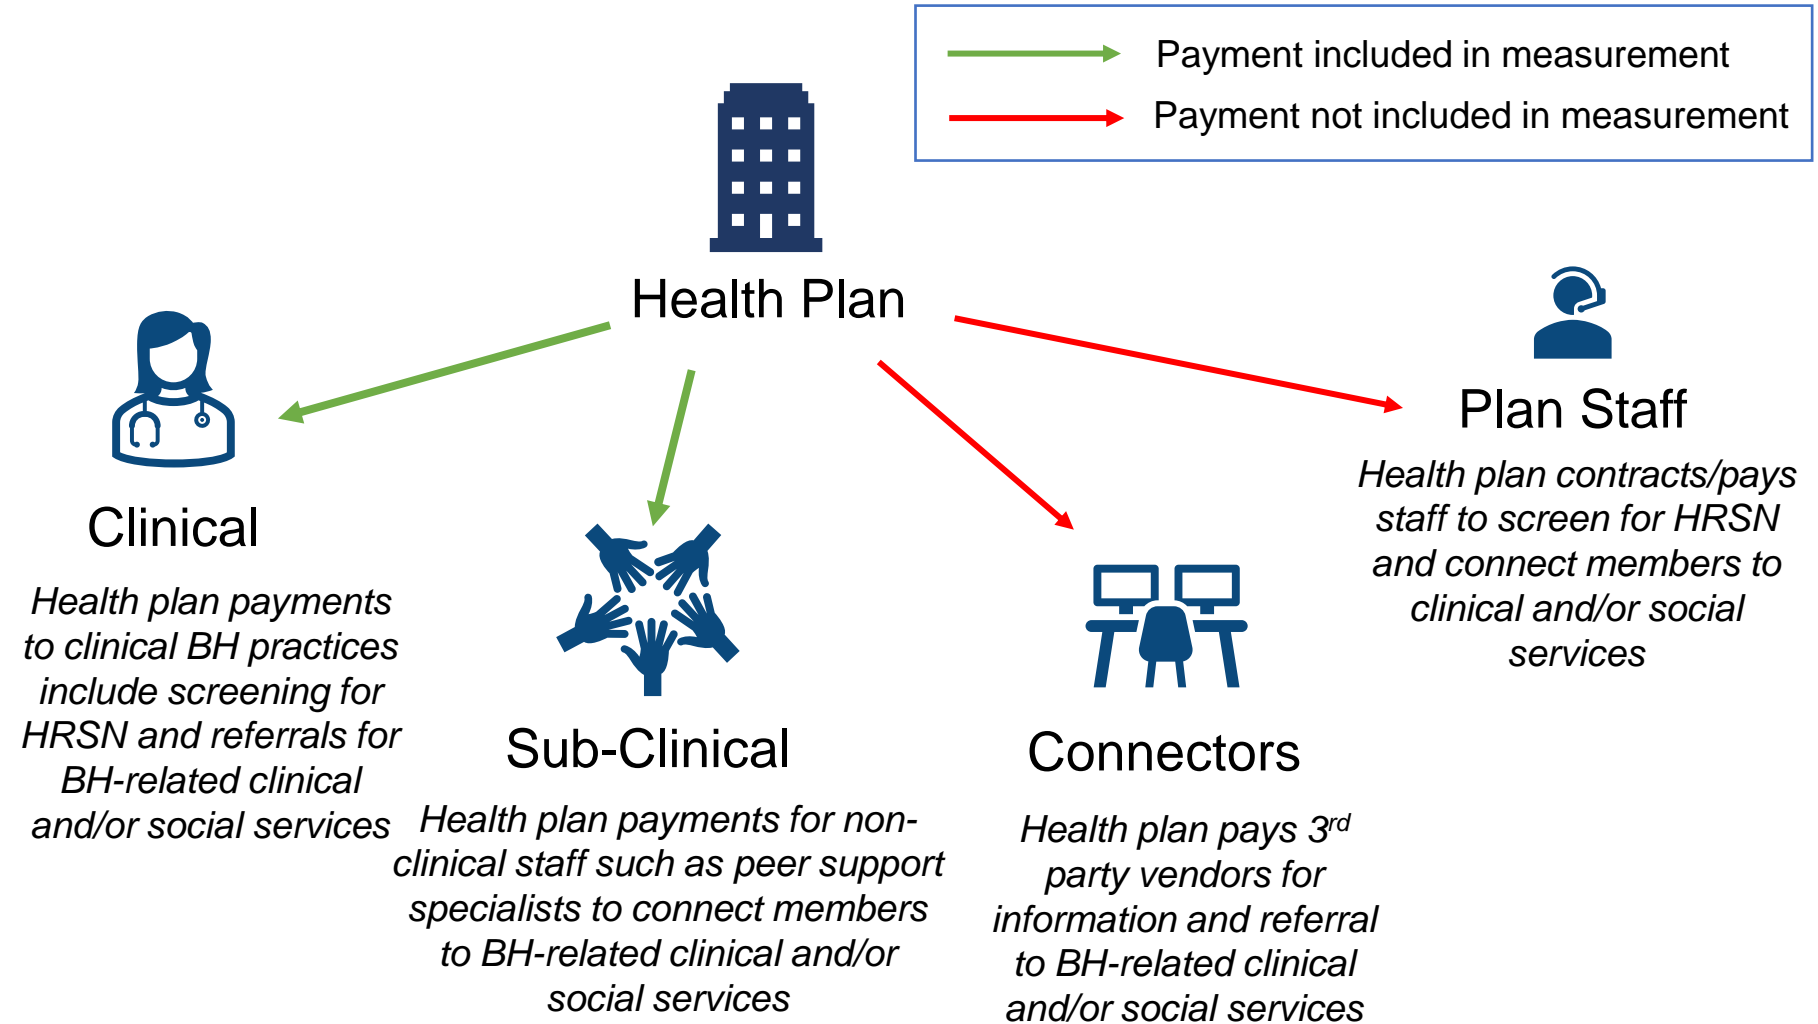 Payment included in measurement
Payment not included in measurement
Health Plan
Clinical
Health plan payments
to clinical BH practices
include screening for
HRSN and referrals for
BH-related clinical
and/or social services
Sub-Clinical
Health plan payments for non-
clinical staff such as peer support
specialists to connect members
to BH-related clinical and/or
social services
Connectors
Health plan pays 3rd
party vendors for
information and referral
to BH-related clinical
and/or social services
Plan Staff
Health plan contracts/pays
staff to screen for HRSN
and connect members to
clinical and/or social
services